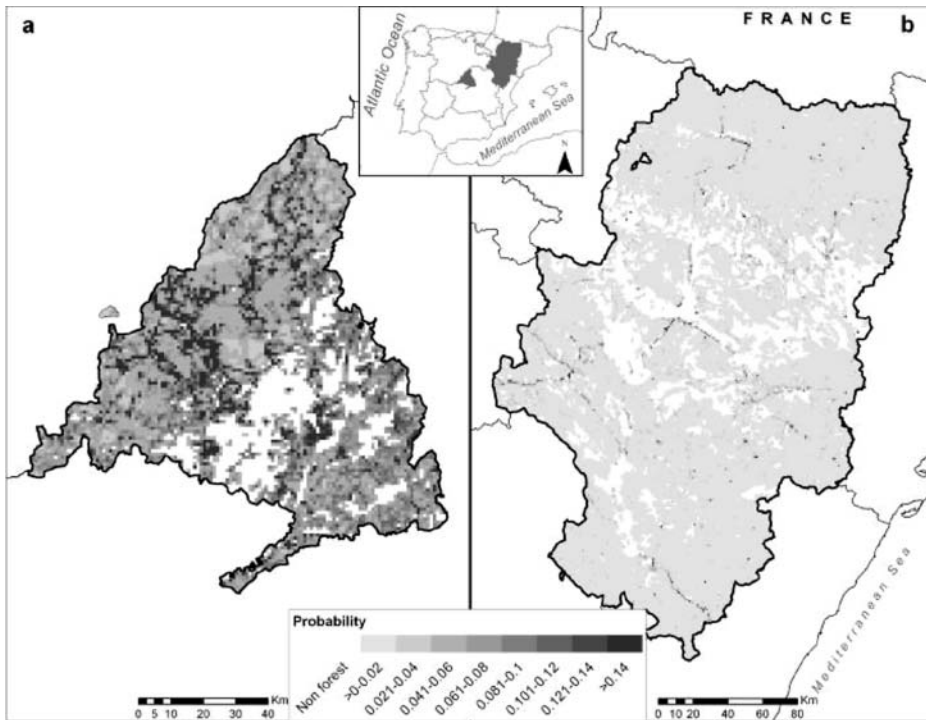 a
Atlantic Ocean
Mediterranean Sea
N
FRANCE
b
Mediterranean Sea
Probability
Non forest
>0-0.02
0.021-0.04
0.041-0.06
0.061-0.08
0.081-0.1
0.101-0.12
0.121-0.14
>0.14
Km
0 5 10 20 30 40
Km
0 10 20 40 60 80